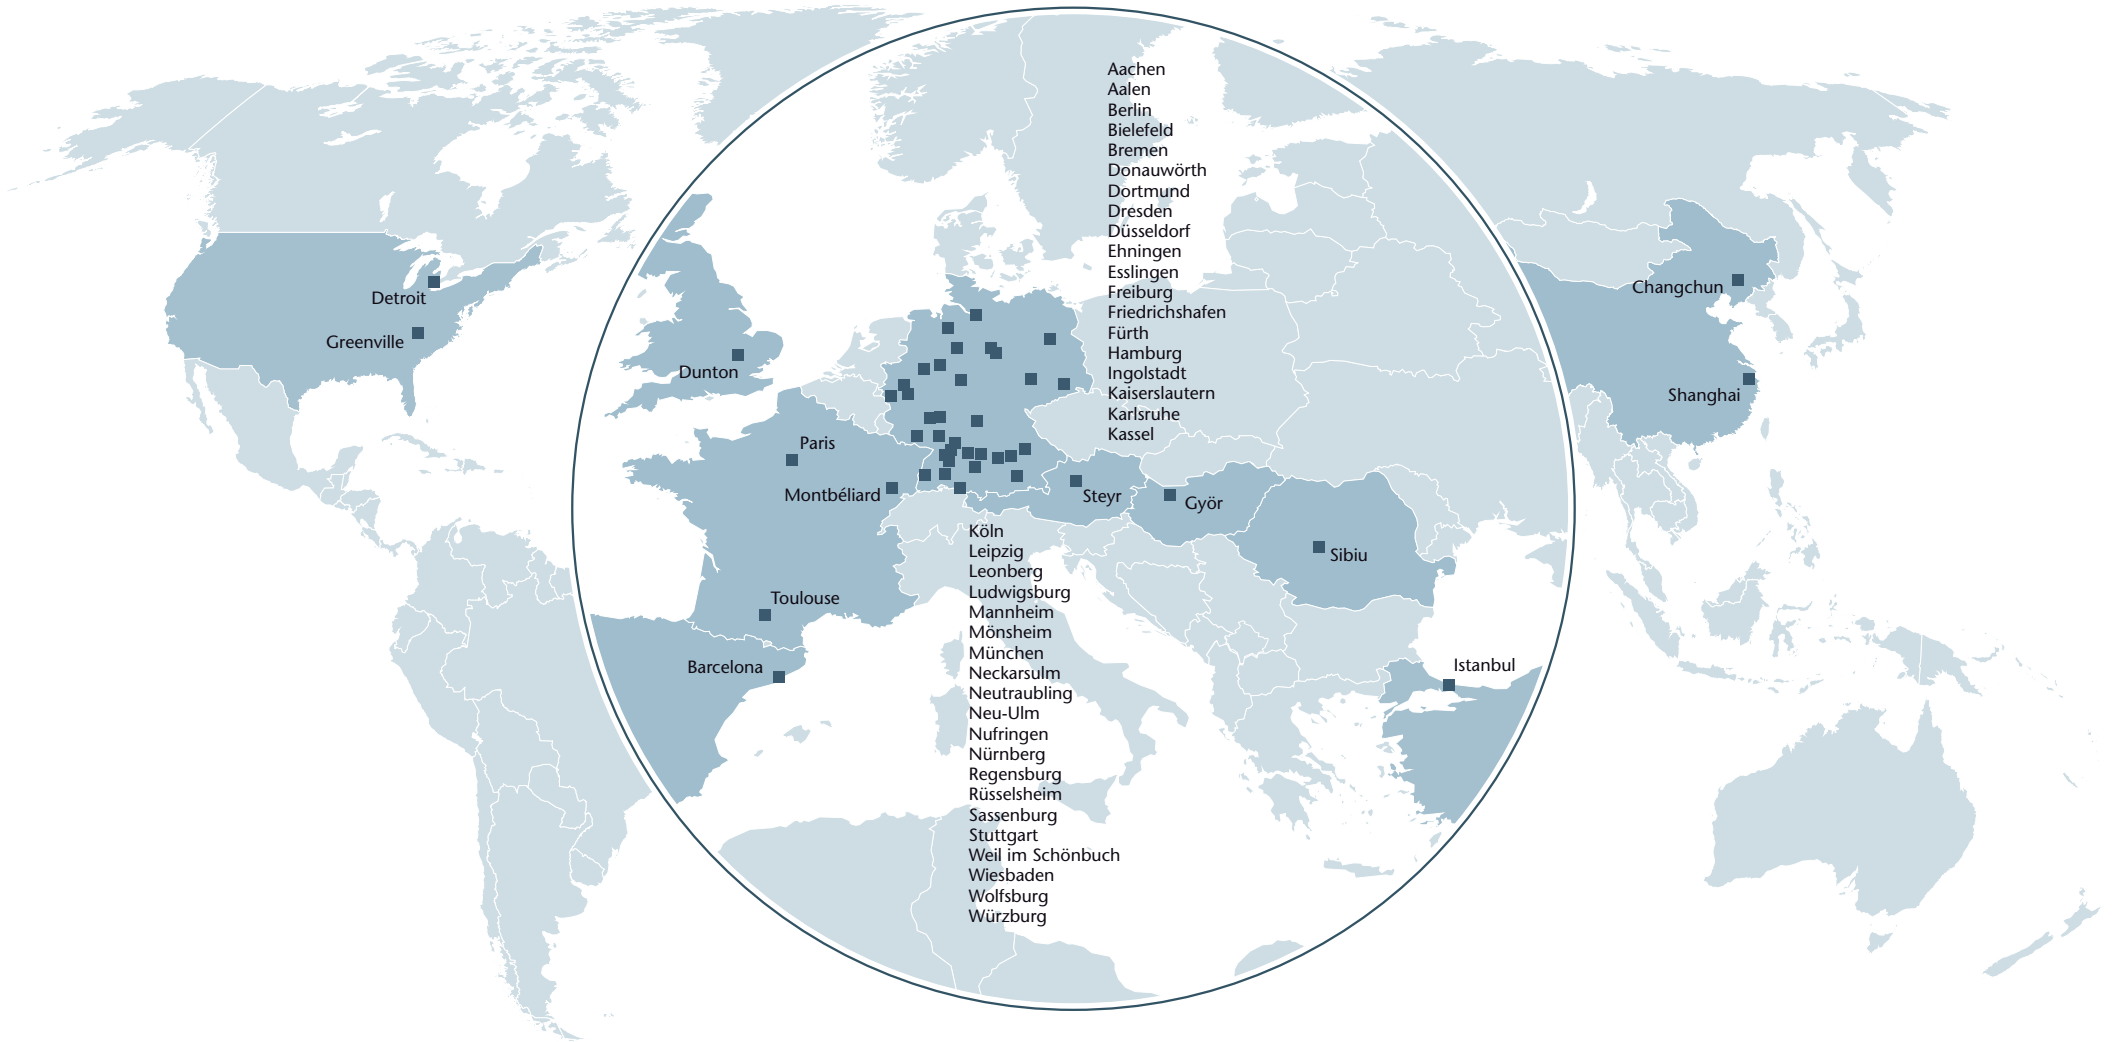 Detroit
Greenville
Dunton
Paris
Montbéliard
Toulouse
Barcelona
Aachen
Aalen
Berlin
Bielefeld
Bremen
Donauwörth
Dortmund
Dresden
Düsseldorf
Ehningen
Esslingen
Freiburg
Friedrichshafen
Fürth
Hamburg
Ingolstadt
Kaiserslautern
Karlsruhe
Kassel
Köln
Leipzig
Leonberg
Ludwigsburg
Mannheim
Mönsheim
München
Neckarsulm
Neutraubling
Neu-Ulm
Nufringen
Nürnberg
Regensburg
Rüsselsheim
Sassenburg
Stuttgart
Weil im Schönbuch
Wiesbaden
Wolfsburg
Würzburg
Steyr
Györ
Sibiu
Istanbul
Changchun
Shanghai